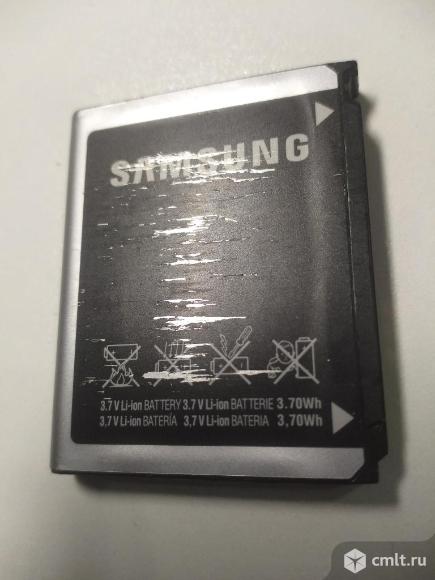 SAMSUNG
3.7 V Li-ion BATTERY 3.7 V Li-ion BATTERIE 3.70Wh
3,7 V Li-ion BATERÍA 3,7 V Li-ion BATERIA 3,70Wh
cmlt.ru